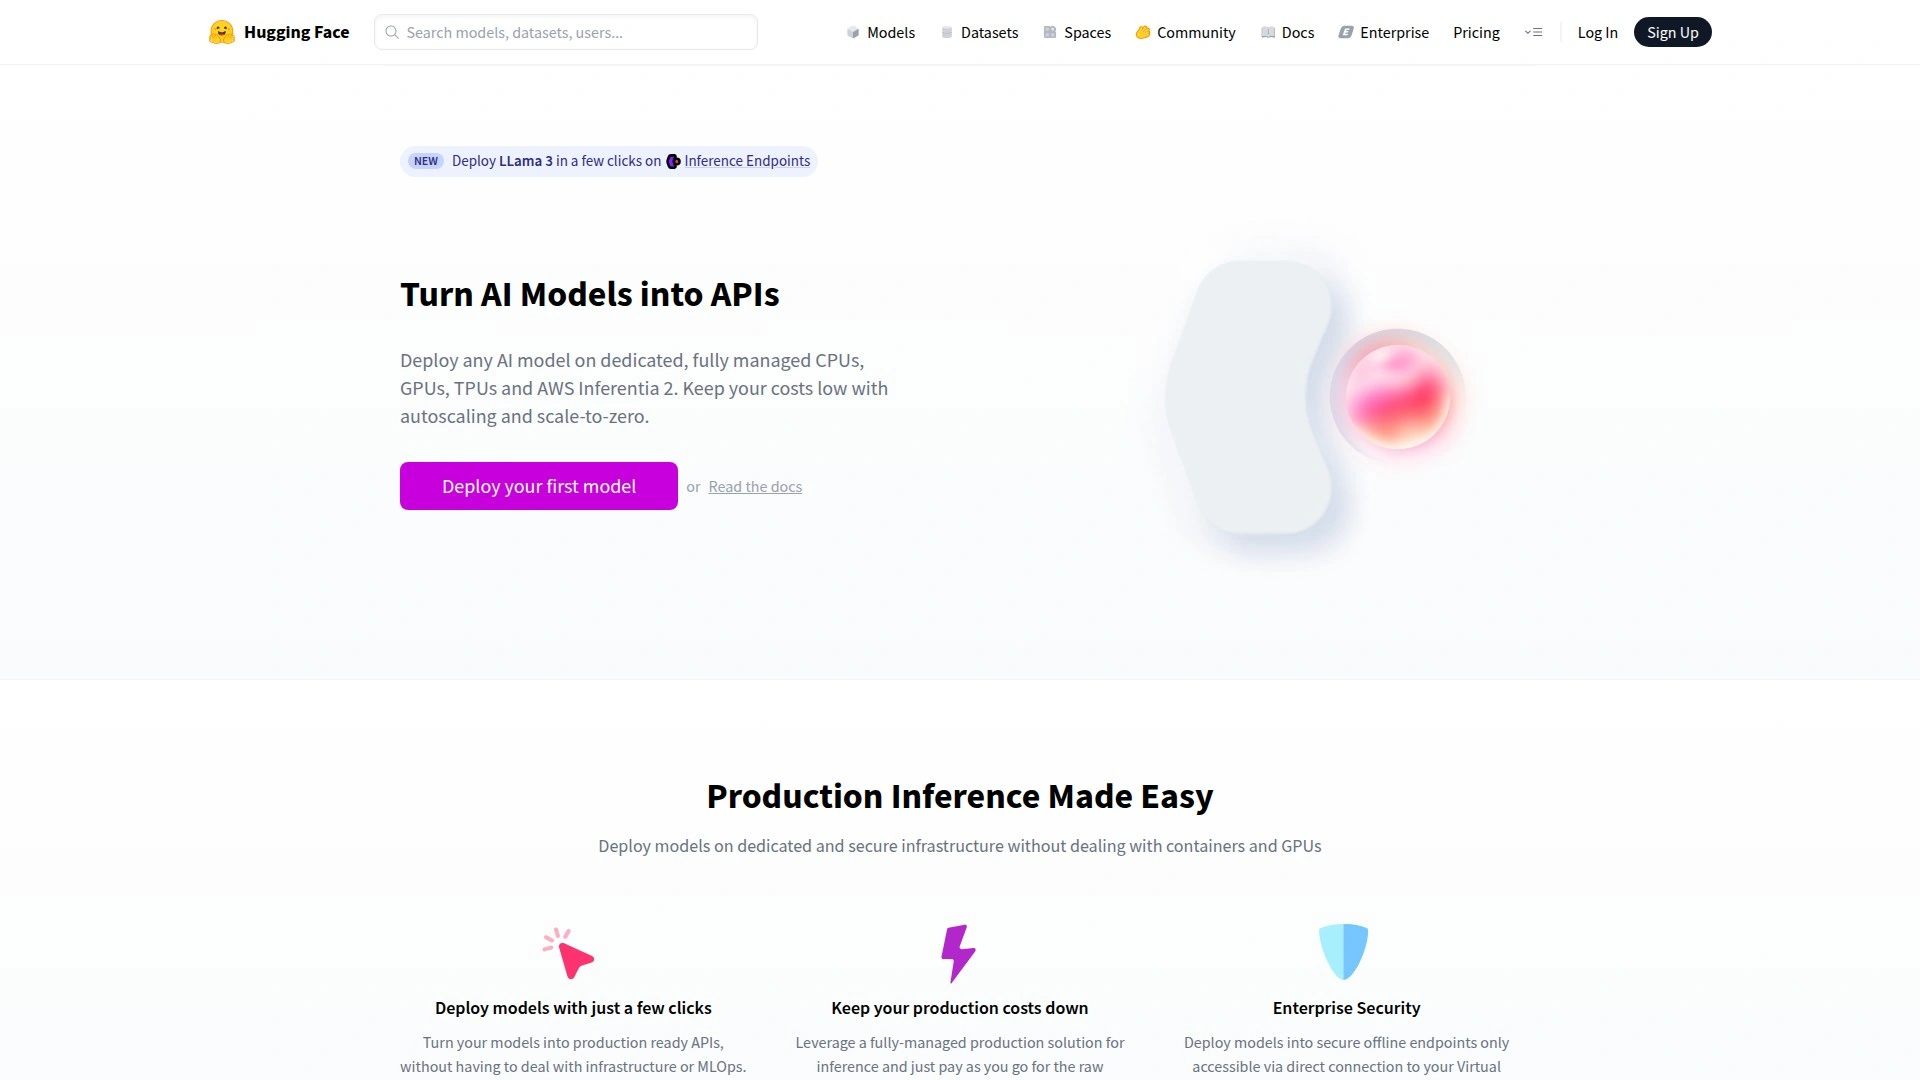 Hugging Face
Search models, datasets, users...
Models
Datasets
Spaces
Community
Docs
Enterprise
Pricing
Log In
Sign Up
NEW Deploy LLama 3 in a few clicks on Inference Endpoints
Turn AI Models into APIs
Deploy any AI model on dedicated, fully managed CPUs,
GPUs, TPUs and AWS Inferentia 2. Keep your costs low with
autoscaling and scale-to-zero.
Deploy your first model or Read the docs
Production Inference Made Easy
Deploy models on dedicated and secure infrastructure without dealing with containers and GPUs
Deploy models with just a few clicks
Turn your models into production ready APIs,
without having to deal with infrastructure or MLOps.
Keep your production costs down
Leverage a fully-managed production solution for
inference and just pay as you go for the raw
Enterprise Security
Deploy models into secure offline endpoints only
accessible via direct connection to your Virtual